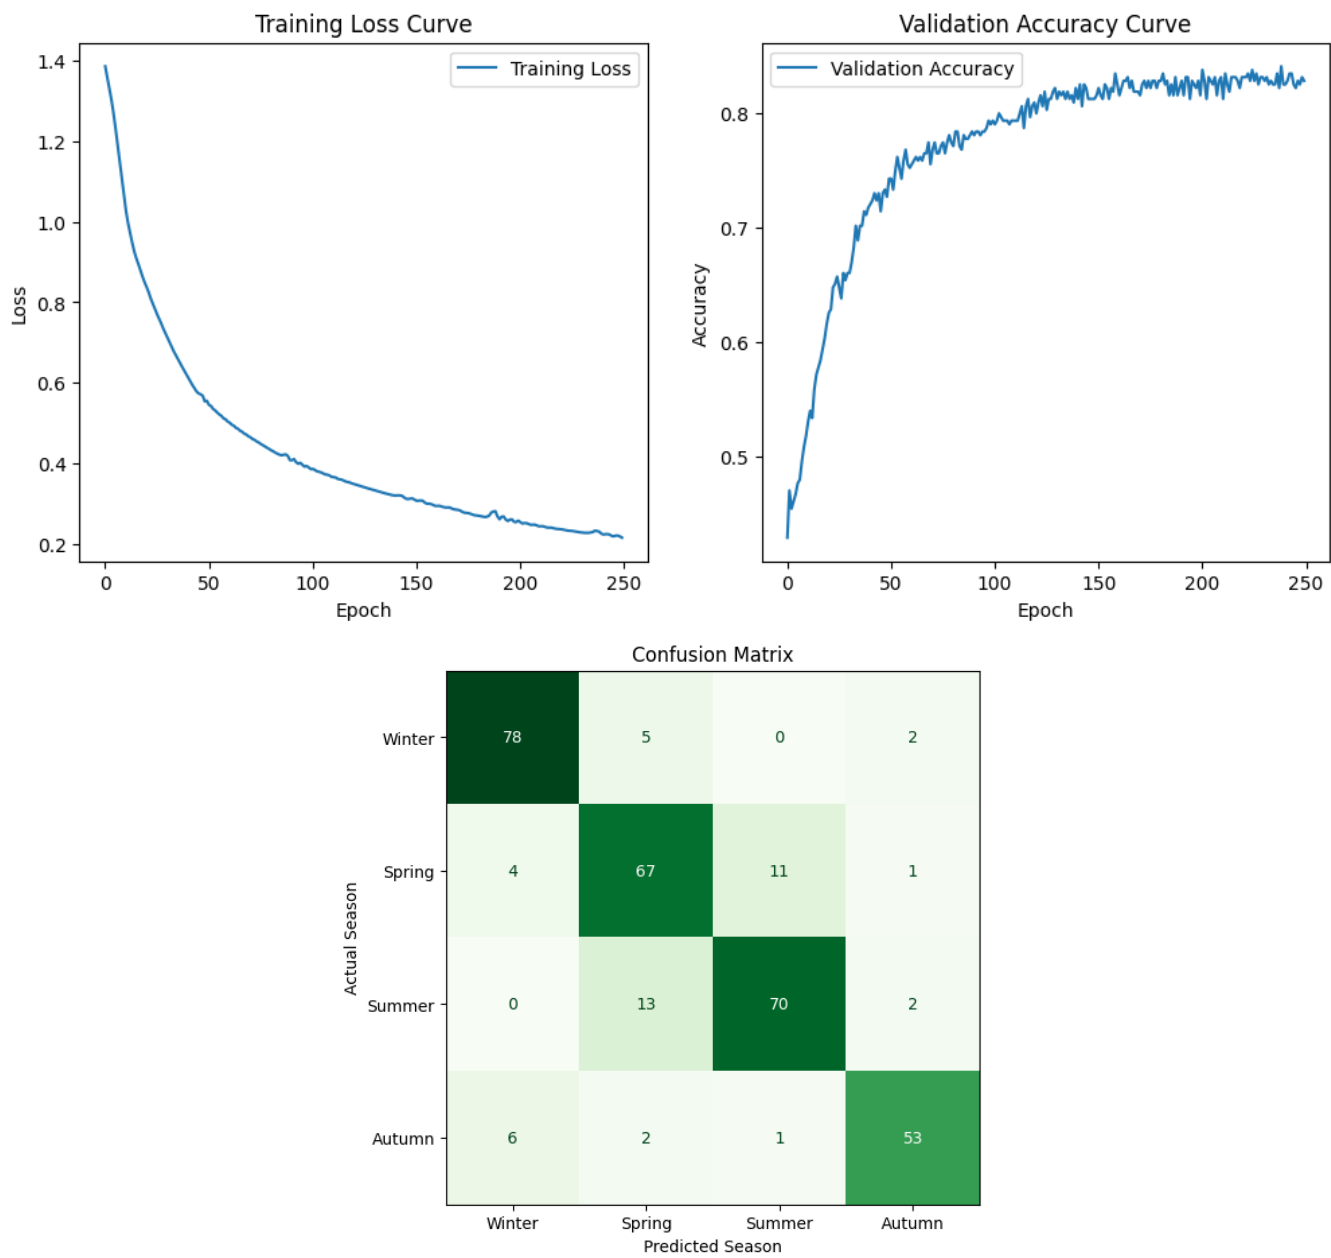 Training Loss Curve
Training Loss
1.4
1.2
1.0
0.8
0.6
0.4
0.2
Loss
0
50
100
150
200
250
Epoch
Validation Accuracy Curve
Validation Accuracy
0.8
0.7
0.6
0.5
Accuracy
0
50
100
150
200
250
Epoch
Confusion Matrix
Actual Season
Winter 78 5 0 2
Spring 4 67 11 1
Summer 0 13 70 2
Autumn 6 2 1 53
Winter Spring Summer Autumn
Predicted Season